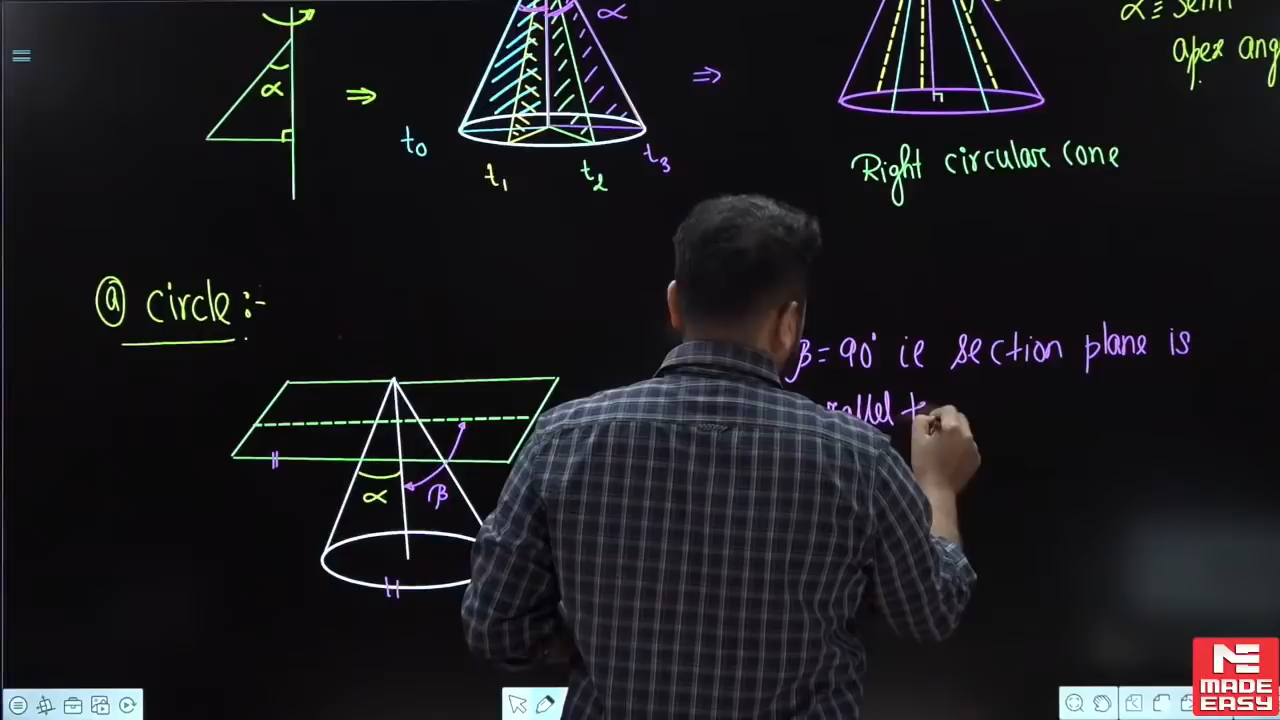 α
α
α ≡ semi
apex ang
t0
t1
t2
t3
⇒
⇒
Right circular cone
ⓐ circle :-
β = 90° ie section plane is
α
β
MADE
EASY